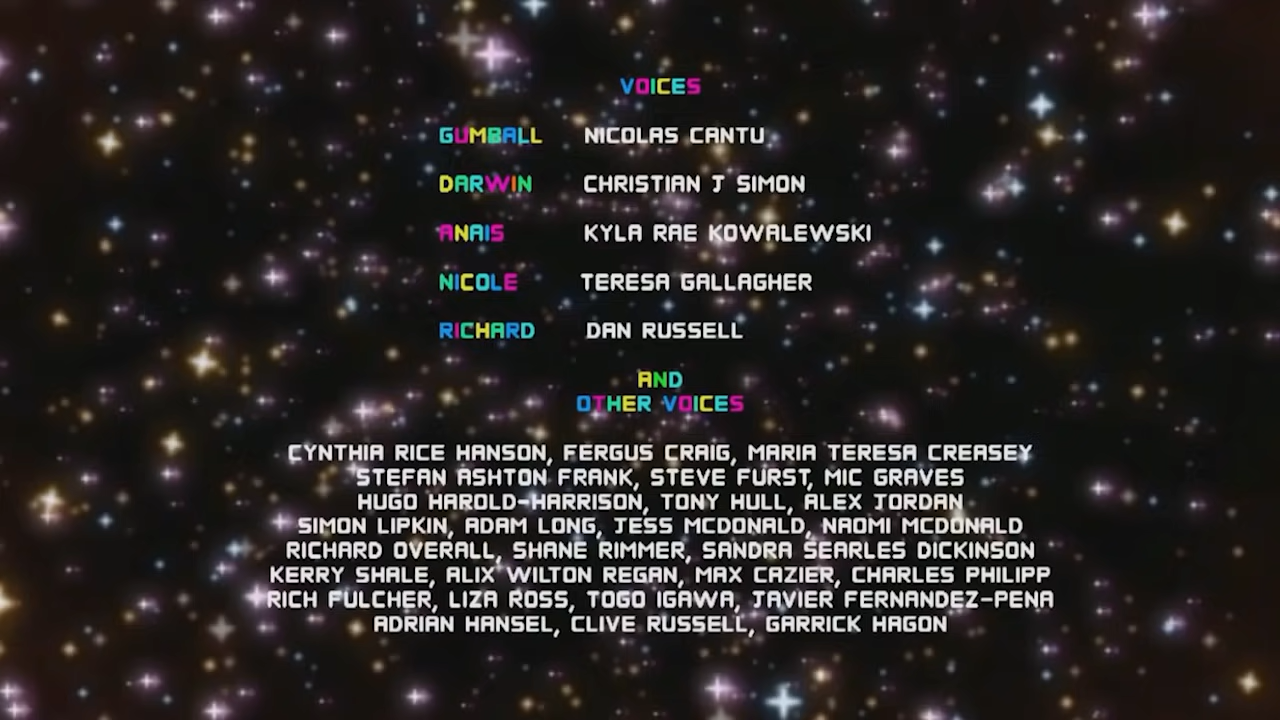 VOICES
GUMBALL NICOLAS CANTU
DARWIN CHRISTIAN J SIMON
ANAIS KYLA RAE KOWALEWSKI
NICOLE TERESA GALLAGHER
RICHARD DAN RUSSELL
AND
OTHER VOICES
CYNTHIA RICE HANSON, FERGUS CRAIG, MARIA TERESA CREASEY
STEFAN ASHTON FRANK, STEVE FURST, MIC GRAVES
HUGO HAROLD-HARRISON, TONY HULL, ALEX JORDAN
SIMON LIPKIN, ADAM LONG, JESS MCDONALD, NAOMI MCDONALD
RICHARD OVERALL, SHANE RIMMER, SANDRA SEARLES DICKINSON
KERRY SHALE, ALIX WILTON REGAN, MAX CAZIER, CHARLES PHILIPP
RICH FULCHER, LIZA ROSS, TOGO IGAWA, JAVIER FERNANDEZ-PENA
ADRIAN HANSEL, CLIVE RUSSELL, GARRICK HAGON